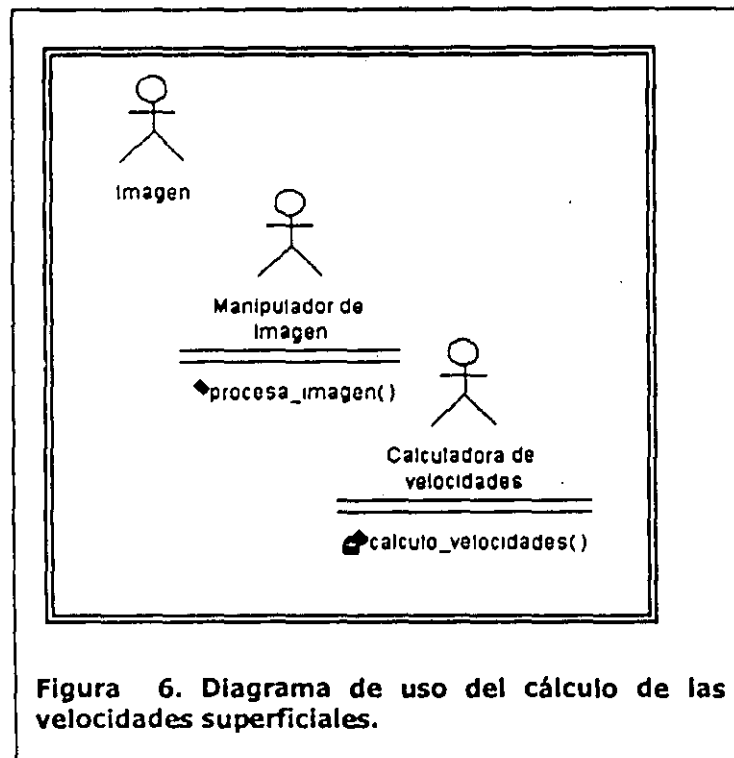 Imagen
Manipulador de
Imagen
procesa_imagen()
Calculadora de
velocidades
calculo_velocidades()
Figura 6. Diagrama de uso del cálculo de las
velocidades superficiales.